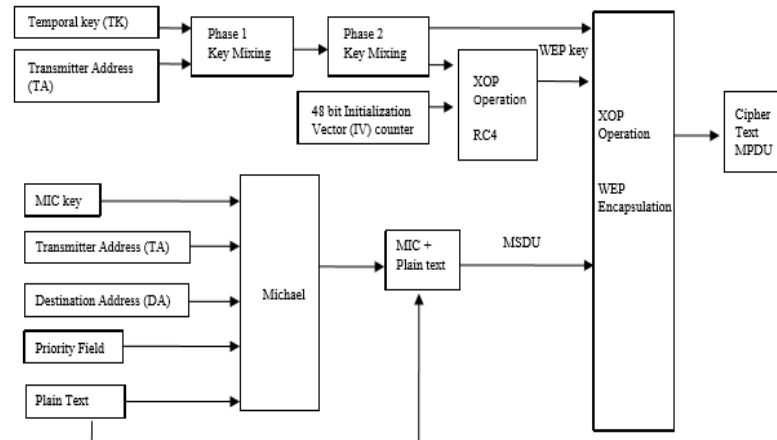 Temporal key (TK)
Transmitter Address
(TA)
Phase 1
Key Mixing
Phase 2
Key Mixing
48 bit Initialization
Vector (IV) counter
XOP
Operation
RC4
WEP key
XOP
Operation
WEP
Encapsulation
Cipher
Text
MPDU
MIC key
Transmitter Address (TA)
Destination Address (DA)
Priority Field
Plain Text
Michael
MIC +
Plain text
MSDU